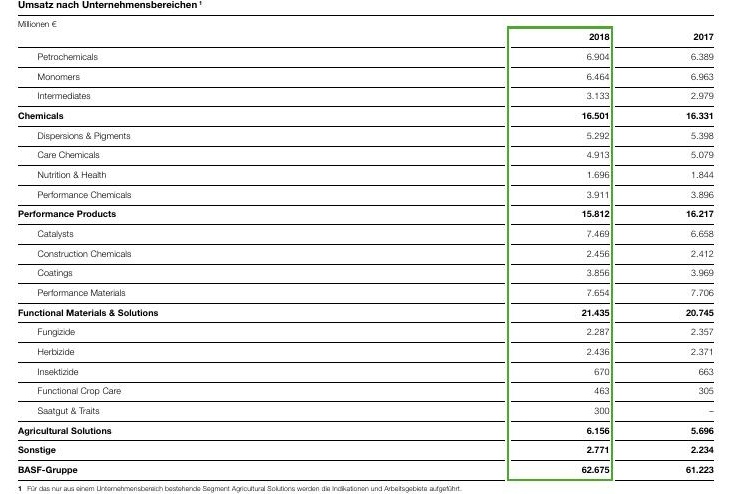 Umsatz nach Unternehmensbereichen ¹
Millionen €
2018 2017
Petrochemicals 6.904 6.389
Monomers 6.464 6.963
Intermediates 3.133 2.979
Chemicals 16.501 16.331
Dispersions & Pigments 5.292 5.398
Care Chemicals 4.913 5.079
Nutrition & Health 1.696 1.844
Performance Chemicals 3.911 3.896
Performance Products 15.812 16.217
Catalysts 7.469 6.658
Construction Chemicals 2.456 2.412
Coatings 3.856 3.969
Performance Materials 7.654 7.706
Functional Materials & Solutions 21.435 20.745
Fungizide 2.287 2.357
Herbizide 2.436 2.371
Insektizide 670 663
Functional Crop Care 463 305
Saatgut & Traits 300 –
Agricultural Solutions 6.156 5.696
Sonstige 2.771 2.234
BASF-Gruppe 62.675 61.223
1 Für das nur aus einem Unternehmensbereich bestehende Segment Agricultural Solutions werden die Indikationen und Arbeitsgebiete aufgeführt.